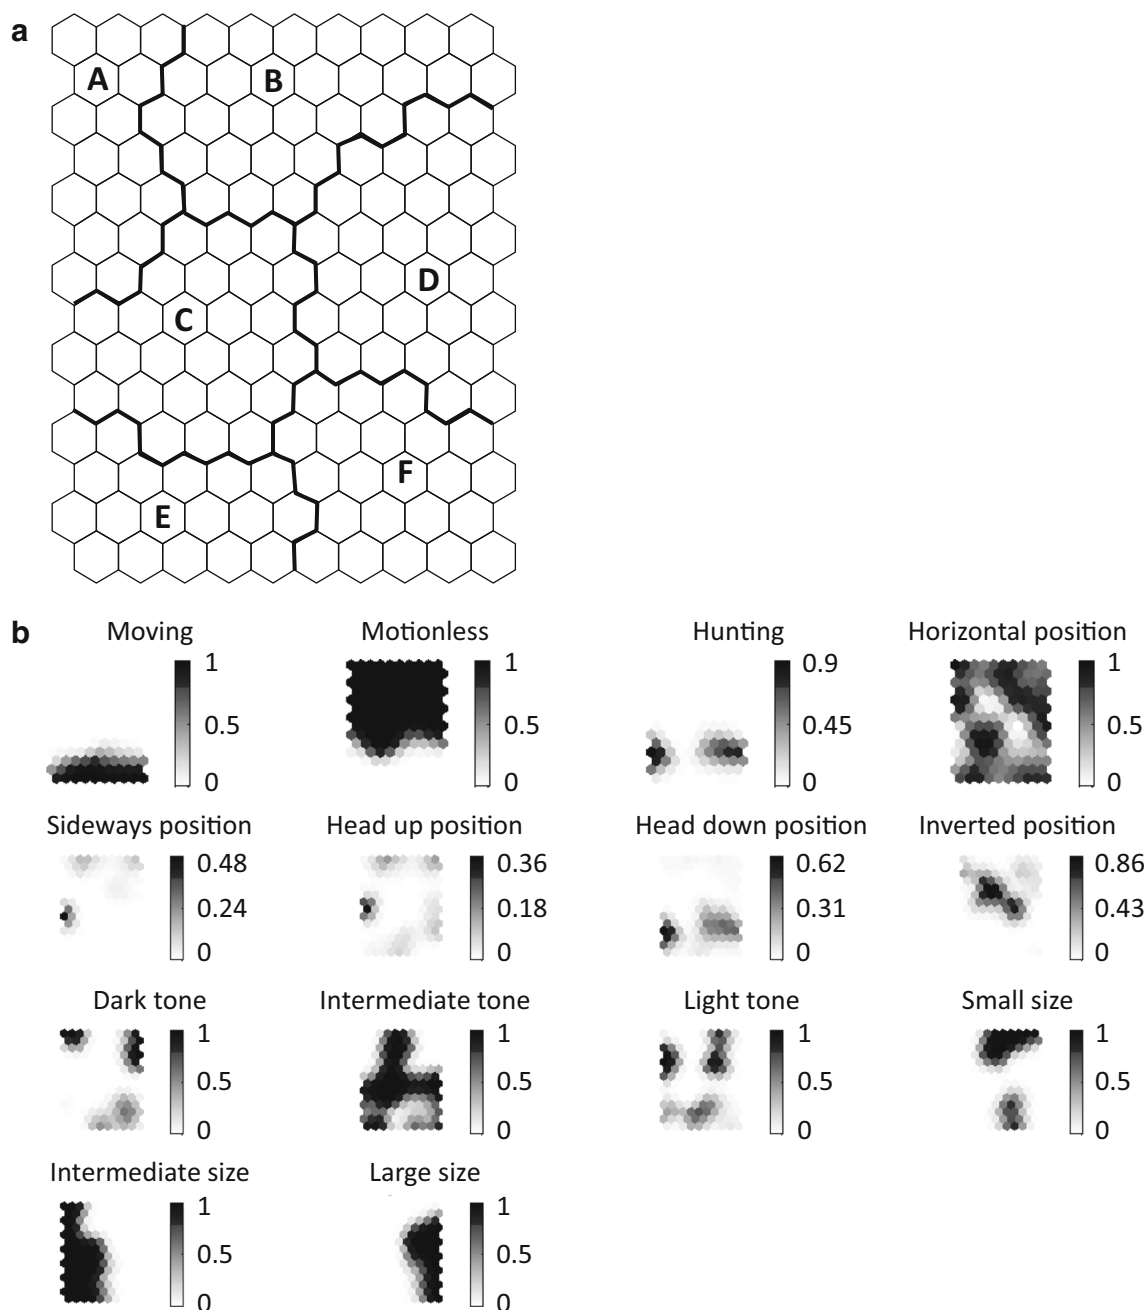 a
A
B
D
C
F
E
b
Moving
1
0.5
0
Motionless
1
0.5
0
Hunting
0.9
0.45
0
Horizontal position
1
0.5
0
Sideways position
0.48
0.24
0
Head up position
0.36
0.18
0
Head down position
0.62
0.31
0
Inverted position
0.86
0.43
0
Dark tone
1
0.5
0
Intermediate tone
1
0.5
0
Light tone
1
0.5
0
Small size
1
0.5
0
Intermediate size
1
0.5
0
Large size
1
0.5
0